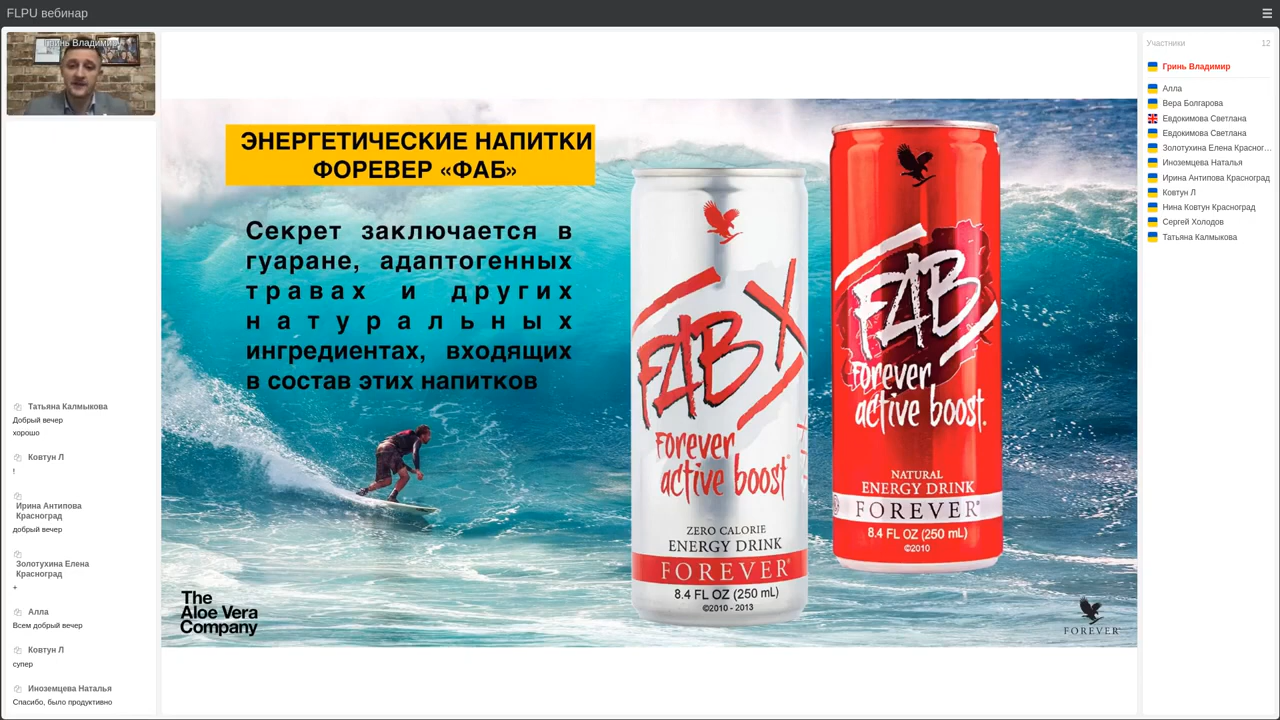 FLPU вебинар
Гринь Владимир
ЭНЕРГЕТИЧЕСКИЕ НАПИТКИ
ФОРЕВЕР «ФАБ»
Секрет заключается в
гуаране, адаптогенных
травах и других
натуральных
ингредиентах, входящих
в состав этих напитков
FAB X
Forever
active boost®
ZERO CALORIE
ENERGY DRINK
FOREVER®
8.4 FL OZ (250 mL)
©2010 - 2013
FAB
Forever
active boost.
NATURAL
ENERGY DRINK
FOREVER®
8.4 FL OZ (250 mL)
©2010
The
Aloe Vera
Company
FOREVER
Татьяна Калмыкова
Добрый вечер
хорошо
Ковтун Л
!
Ирина Антипова
Красноград
добрый вечер
Золотухина Елена
Красноград
+
Алла
Всем добрый вечер
Ковтун Л
супер
Иноземцева Наталья
Спасибо, было продуктивно
Участники 12
Гринь Владимир
Алла
Вера Болгарова
Евдокимова Светлана
Евдокимова Светлана
Золотухина Елена Красног...
Иноземцева Наталья
Ирина Антипова Красноград
Ковтун Л
Нина Ковтун Красноград
Сергей Холодов
Татьяна Калмыкова